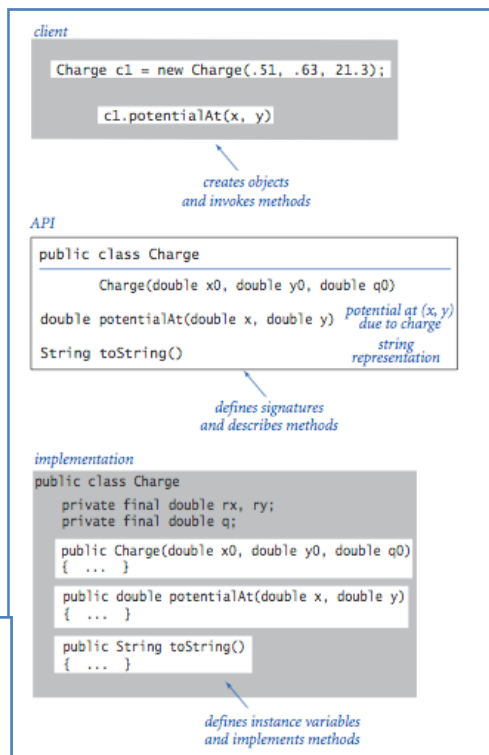 client
Charge c1 = new Charge(.51, .63, 21.3);
c1.potentialAt(x, y)
creates objects
and invokes methods
API
public class Charge
Charge(double x0, double y0, double q0)
double potentialAt(double x, double y) potential at (x, y)
due to charge
String toString() string
representation
defines signatures
and describes methods
implementation
public class Charge
private final double rx, ry;
private final double q;
public Charge(double x0, double y0, double q0)
{ ... }
public double potentialAt(double x, double y)
{ ... }
public String toString()
{ ... }
defines instance variables
and implements methods